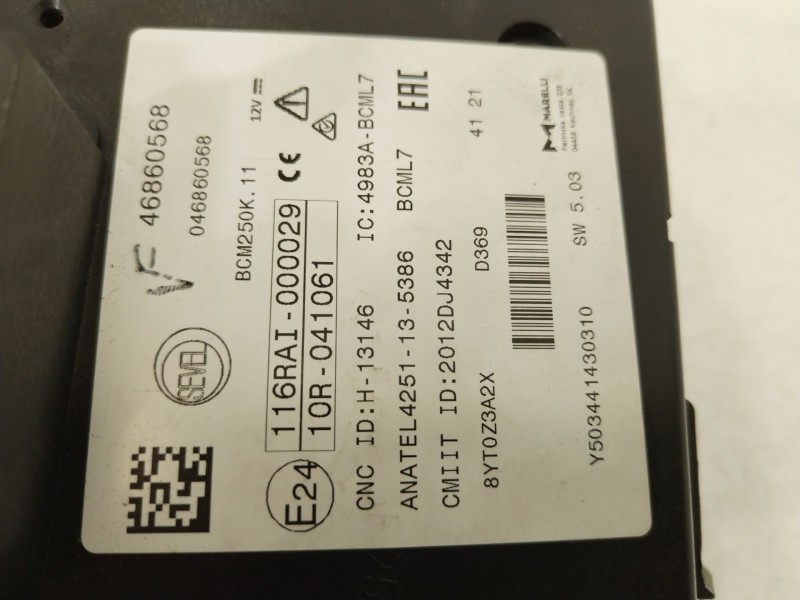 46860568
046860568
SEVEL
BCM250K.11
12V
CE
E24
116RAI-000029
10R-041061
CNC ID:H-13146 IC:4983A-BCML7
ANATEL4251-13-5386 BCML7
EAC
CMIIT ID:2012DJ4342
8YT0Z3A2X D369 41 21
MARELLI
Y503441430310 SW 5.03